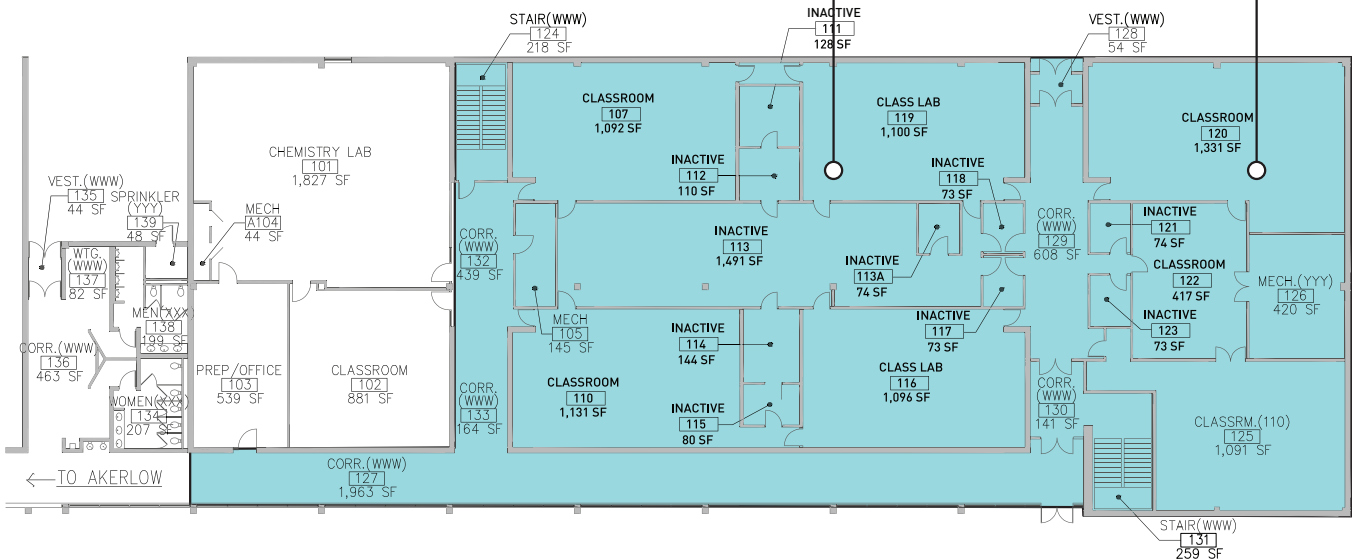 STAIR(WWW)
124
218 SF
INACTIVE
111
128 SF
VEST.(WWW)
128
54 SF
CLASSROOM
107
1,092 SF
CLASS LAB
119
1,100 SF
CLASSROOM
120
1,331 SF
CHEMISTRY LAB
101
1,827 SF
INACTIVE
112
110 SF
INACTIVE
118
73 SF
VEST.(WWW)
135
44 SF
SPRINKLER
(YYY)
139
48 SF
MECH
A104
44 SF
CORR.
(WWW)
132
439 SF
INACTIVE
113
1,491 SF
INACTIVE
113A
74 SF
CORR.
(WWW)
129
608 SF
INACTIVE
121
74 SF
CLASSROOM
122
417 SF
MECH.(YYY)
126
420 SF
INACTIVE
123
73 SF
WTG.
(WWW)
137
82 SF
MEN(XXX)
138
199 SF
MECH
105
145 SF
INACTIVE
114
144 SF
INACTIVE
117
73 SF
CORR.(WWW)
136
463 SF
PREP/OFFICE
103
539 SF
CLASSROOM
102
881 SF
CORR.
(WWW)
133
164 SF
CLASSROOM
110
1,131 SF
CLASS LAB
116
1,096 SF
CORR.
(WWW)
130
141 SF
WOMEN(XXX)
134
207 SF
INACTIVE
115
80 SF
CLASSRM.(110)
125
1,091 SF
← TO AKERLOW
CORR.(WWW)
127
1,963 SF
STAIR(WWW)
131
259 SF